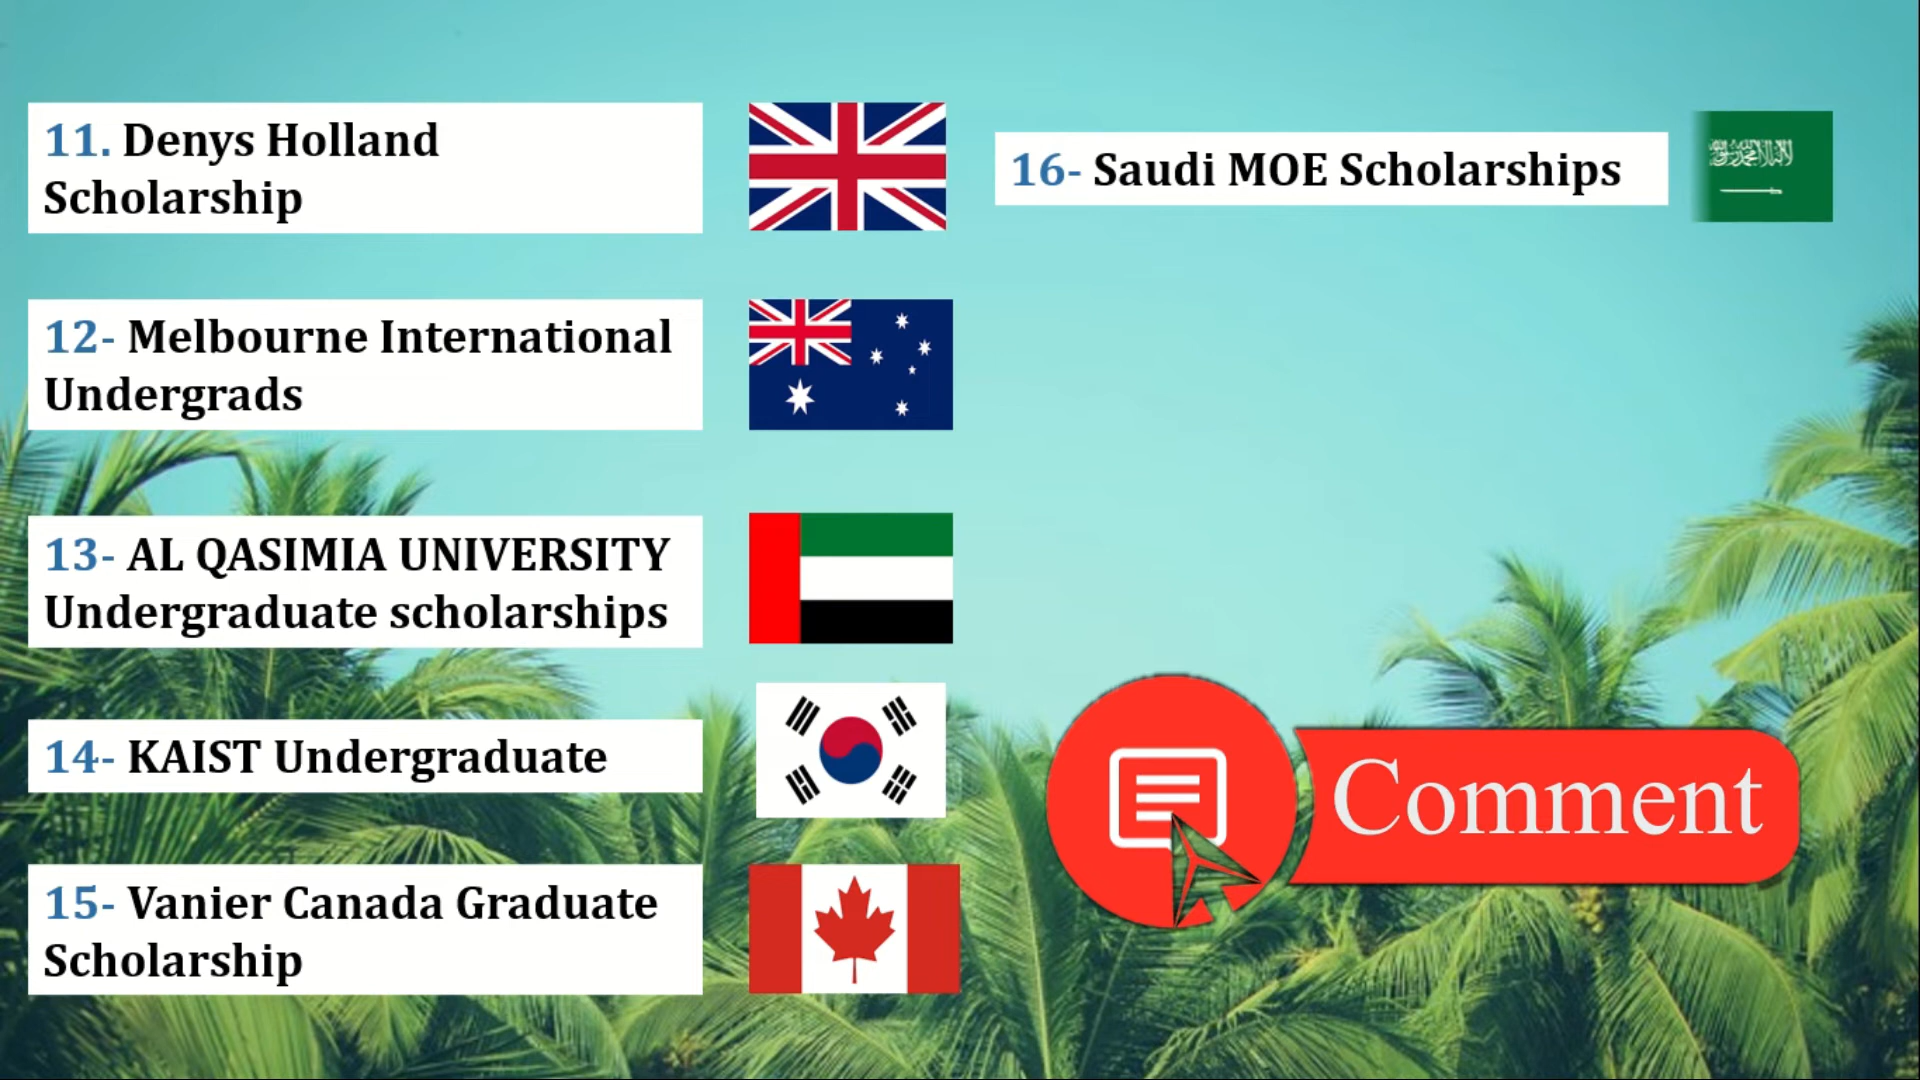 11. Denys Holland
Scholarship
12- Melbourne International
Undergrads
13- AL QASIMIA UNIVERSITY
Undergraduate scholarships
14- KAIST Undergraduate
15- Vanier Canada Graduate
Scholarship
16- Saudi MOE Scholarships
Comment